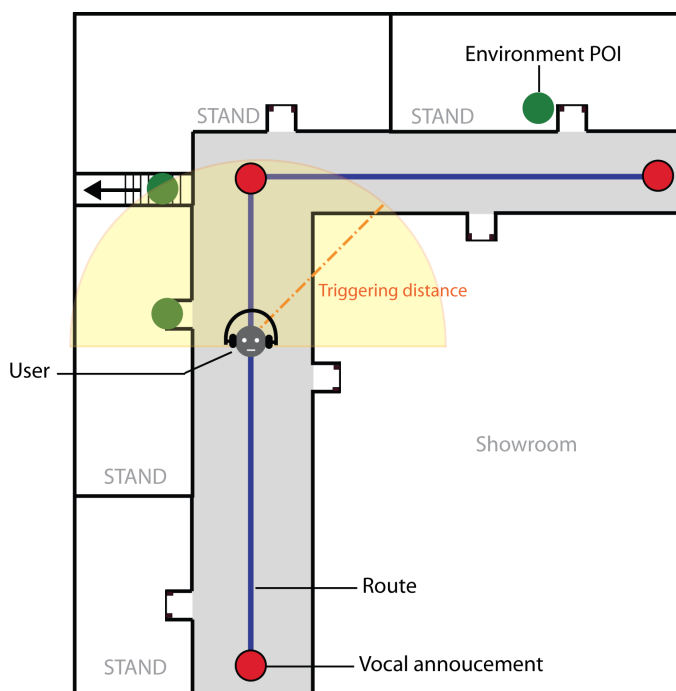 Environment POI
STAND
STAND
Triggering distance
User
Showroom
STAND
Route
Vocal annoucement
STAND